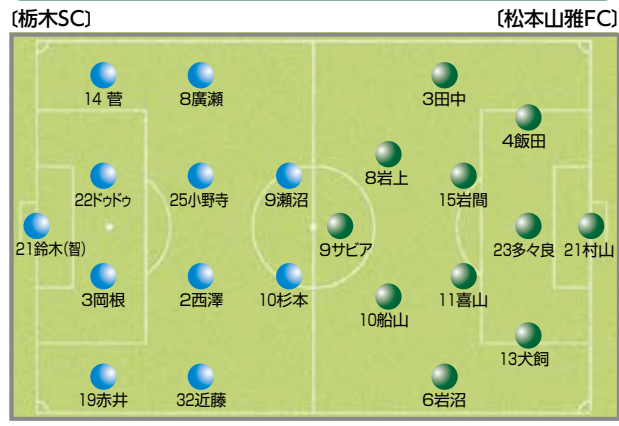 〔栃木SC〕
〔松本山雅FC〕
14 菅
8廣瀬
3田中
4飯田
8岩上
22ドゥドゥ
25小野寺
9瀬沼
15岩間
21鈴木(智)
9サビア
23多々良
21村山
3岡根
2西澤
10杉本
10船山
11喜山
13犬飼
19赤井
32近藤
6岩沼